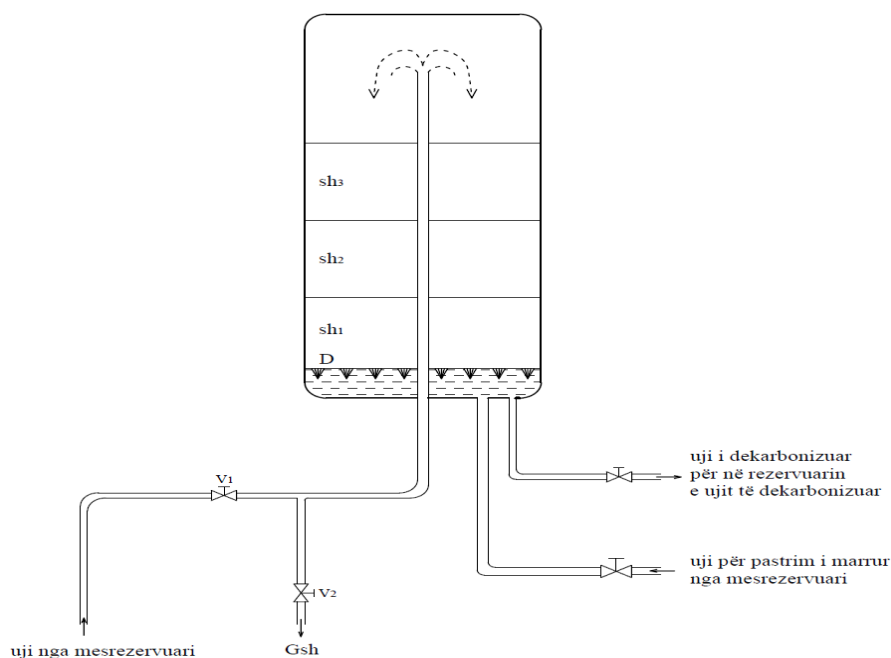 sh₃
sh₂
sh₁
D
V₁
uji i dekarbonizuar
për në rezervuarin
e ujit të dekarbonizuar
uji për pastrim i marrur
nga mesrezervuari
V₂
uji nga mesrezervuari
Gsh